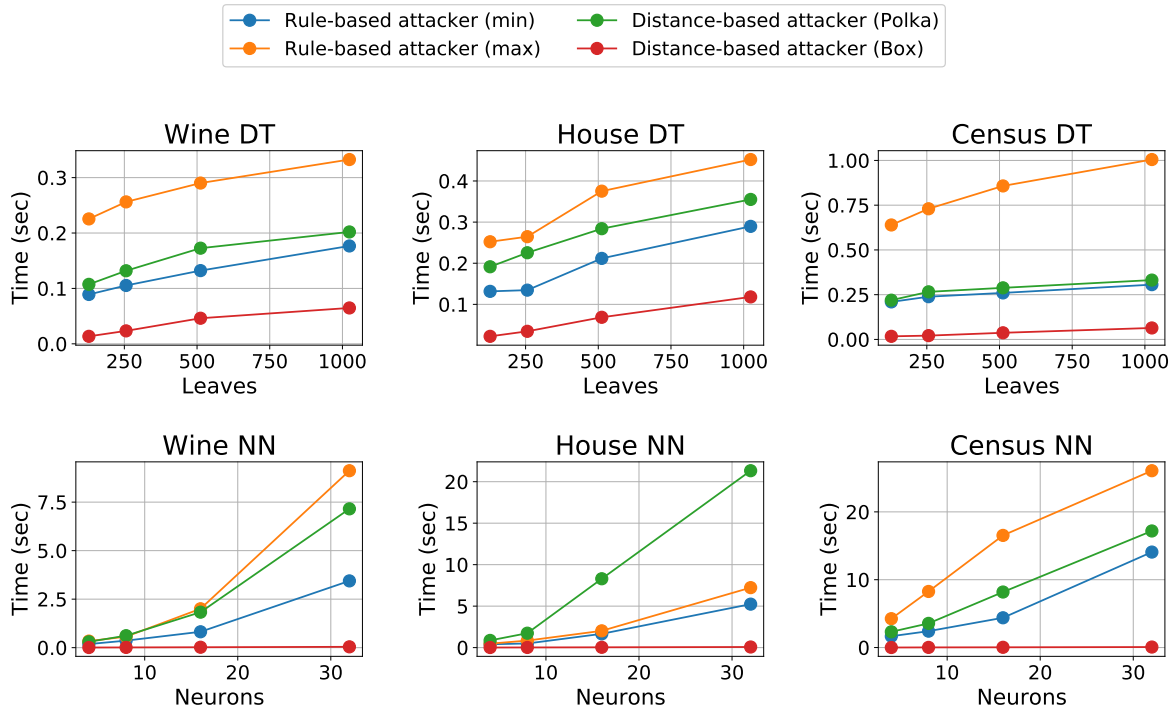 Rule-based attacker (min)
Rule-based attacker (max)
Distance-based attacker (Polka)
Distance-based attacker (Box)
Wine DT
House DT
Census DT
Time (sec)
0.3
0.2
0.1
0.0
250 500 750 1000
Leaves
Time (sec)
0.4
0.3
0.2
0.1
250 500 750 1000
Leaves
Time (sec)
1.00
0.75
0.50
0.25
0.00
250 500 750 1000
Leaves
Wine NN
House NN
Census NN
Time (sec)
7.5
5.0
2.5
0.0
10 20 30
Neurons
Time (sec)
20
15
10
5
0
10 20 30
Neurons
Time (sec)
20
10
0
10 20 30
Neurons